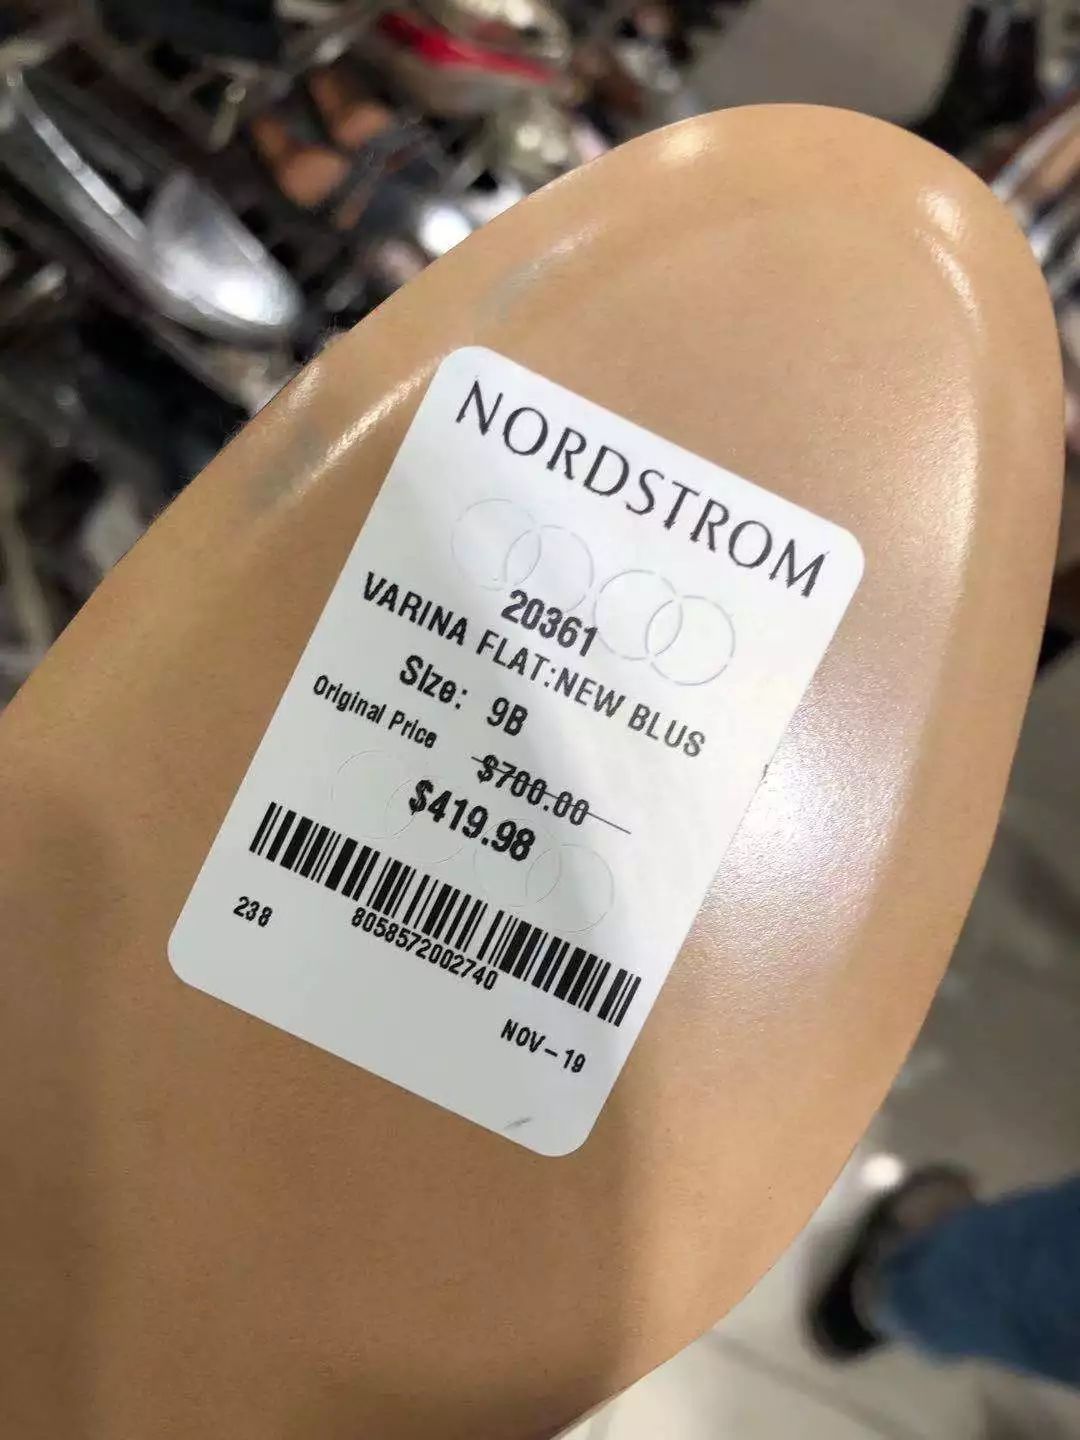 NORDSTROM
20361
VARINA FLAT:NEW BLUS
Size: 9B
Original Price $700.00
$419.98
238 8058572002740
NOV-19